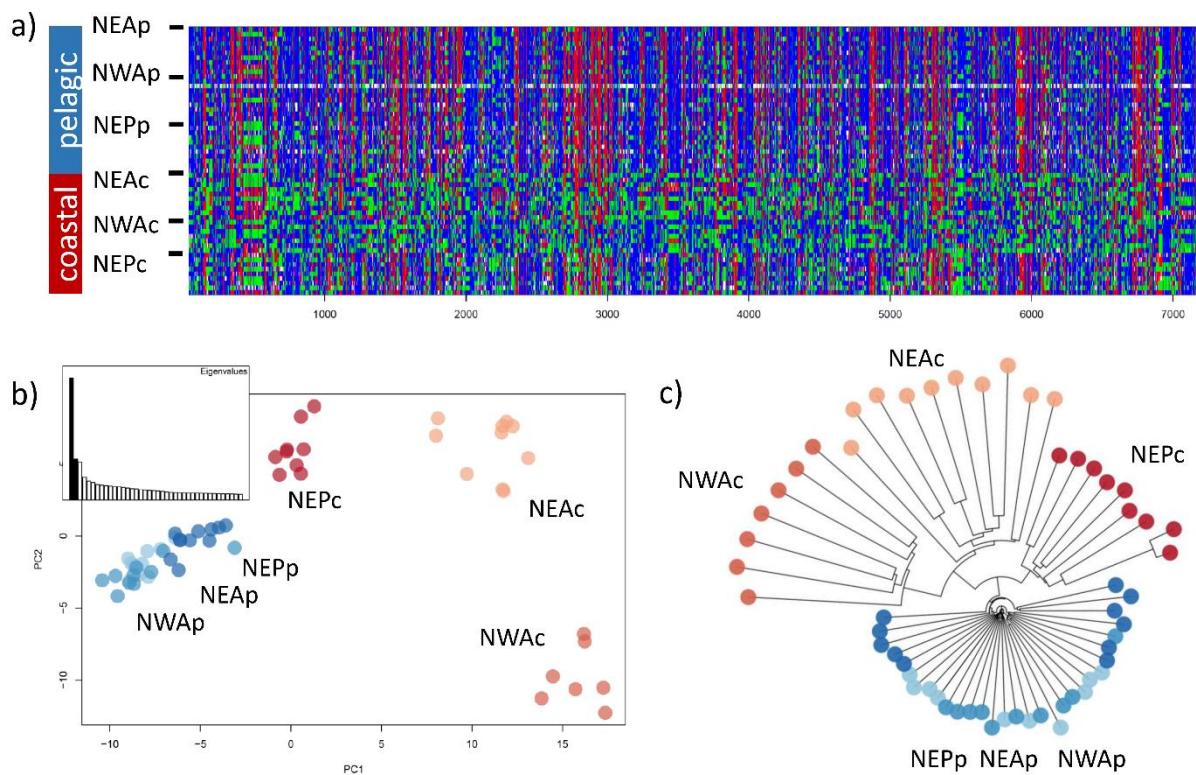 a)
pelagic
coastal
NEAp
NWAp
NEPp
NEAc
NWAc
NEPc
1000 2000 3000 4000 5000 6000 7000
b)
Eigenvalues
NEPc
NEAc
NEPp
NEAp
NWAp
NWAc
PC2
0
−5
−10
−10 −5 0 5 10 15
PC1
c)
NEAc
NEPc
NWAc
NEPp NEAp NWAp